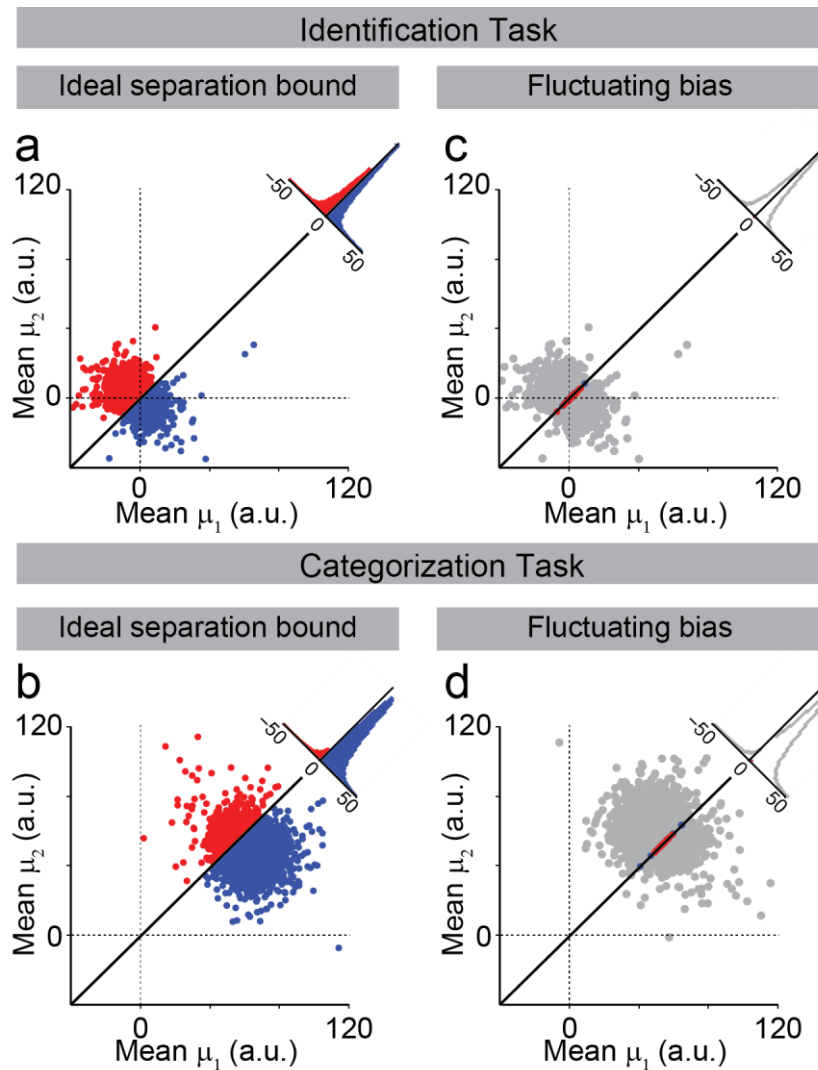 Identification Task
Ideal separation bound
Fluctuating bias
a
-50
0
50
120
0
Mean μ2 (a.u.)
0
120
Mean μ1 (a.u.)
c
-50
0
50
120
0
Mean μ2 (a.u.)
0
120
Mean μ1 (a.u.)
Categorization Task
Ideal separation bound
Fluctuating bias
b
-50
0
50
120
0
Mean μ2 (a.u.)
0
120
Mean μ1 (a.u.)
d
-50
0
50
120
0
Mean μ2 (a.u.)
0
120
Mean μ1 (a.u.)